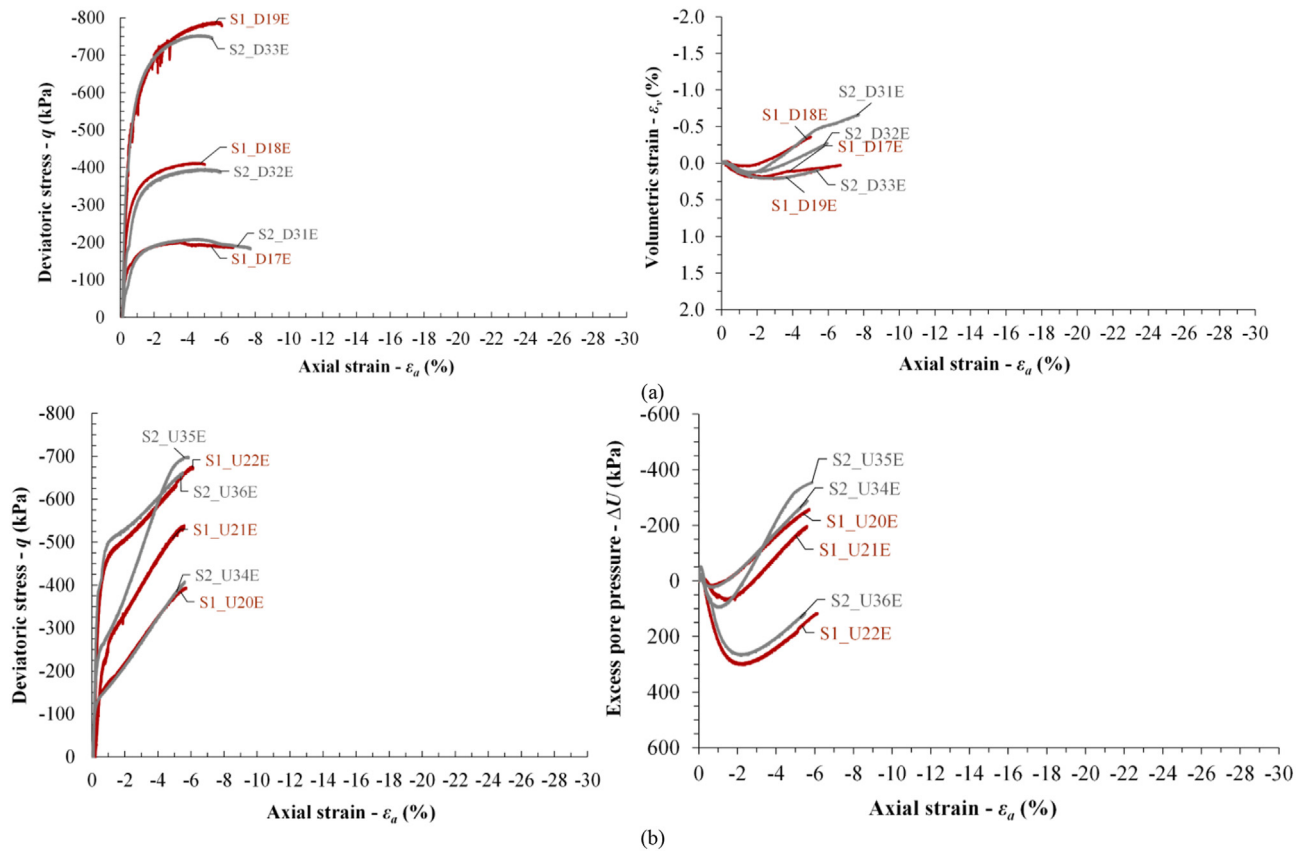 Deviatoric stress - q (kPa)
-800
-700
-600
-500
-400
-300
-200
-100
0
S1_D19E
S2_D33E
S1_D18E
S2_D32E
S2_D31E
S1_D17E
0 -2 -4 -6 -8 -10 -12 -14 -16 -18 -20 -22 -24 -26 -28 -30
Axial strain - εa (%)
Volumetric strain - εv (%)
-2.0
-1.5
-1.0
-0.5
0.0
0.5
1.0
1.5
2.0
S2_D31E
S1_D18E
S2_D32E
S1_D17E
S2_D33E
S1_D19E
0 -2 -4 -6 -8 -10 -12 -14 -16 -18 -20 -22 -24 -26 -28 -30
Axial strain - εa (%)
(a)
Deviatoric stress - q (kPa)
-800
-700
-600
-500
-400
-300
-200
-100
0
S2_U35E
S1_U22E
S2_U36E
S1_U21E
S2_U34E
S1_U20E
0 -2 -4 -6 -8 -10 -12 -14 -16 -18 -20 -22 -24 -26 -28 -30
Axial strain - εa (%)
Excess pore pressure - ΔU (kPa)
-600
-400
-200
0
200
400
600
S2_U35E
S2_U34E
S1_U20E
S1_U21E
S2_U36E
S1_U22E
0 -2 -4 -6 -8 -10 -12 -14 -16 -18 -20 -22 -24 -26 -28 -30
Axial strain - εa (%)
(b)